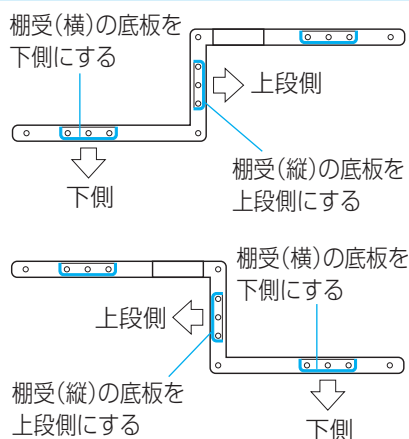 棚受(横)の底板を
下側にする
上段側
下側
棚受(縦)の底板を
上段側にする
棚受(横)の底板を
下側にする
上段側
棚受(縦)の底板を
上段側にする
下側